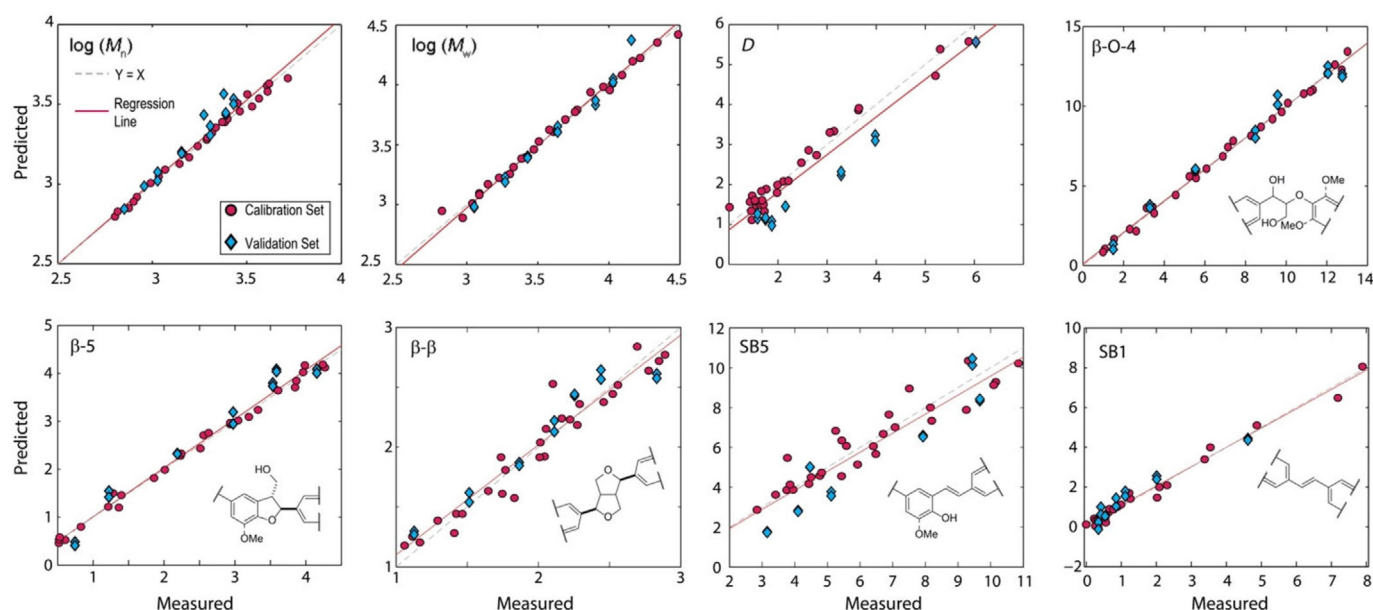 Predicted
log (Mn)
Y = X
Regression
Line
Calibration Set
Validation Set
4
3.5
3
2.5
2.5
3
3.5
4
log (Mw)
4.5
4
3.5
3
2.5
3
3.5
4
4.5
D
6
5
4
3
2
1
0
1
2
3
4
5
6
β-O-4
15
10
5
0
0
2
4
6
8
10
12
14
OH
O
OMe
HO
MeO
Predicted
β-5
5
4
3
2
1
0
1
2
3
4
HO
O
OMe
Measured
β-β
3
2
1
1
2
3
O
O
Measured
SB5
12
10
8
6
4
2
0
2
3
4
5
6
7
8
9
10
11
OH
OMe
Measured
SB1
10
8
6
4
2
0
−2
0
1
2
3
4
5
6
7
8
Measured